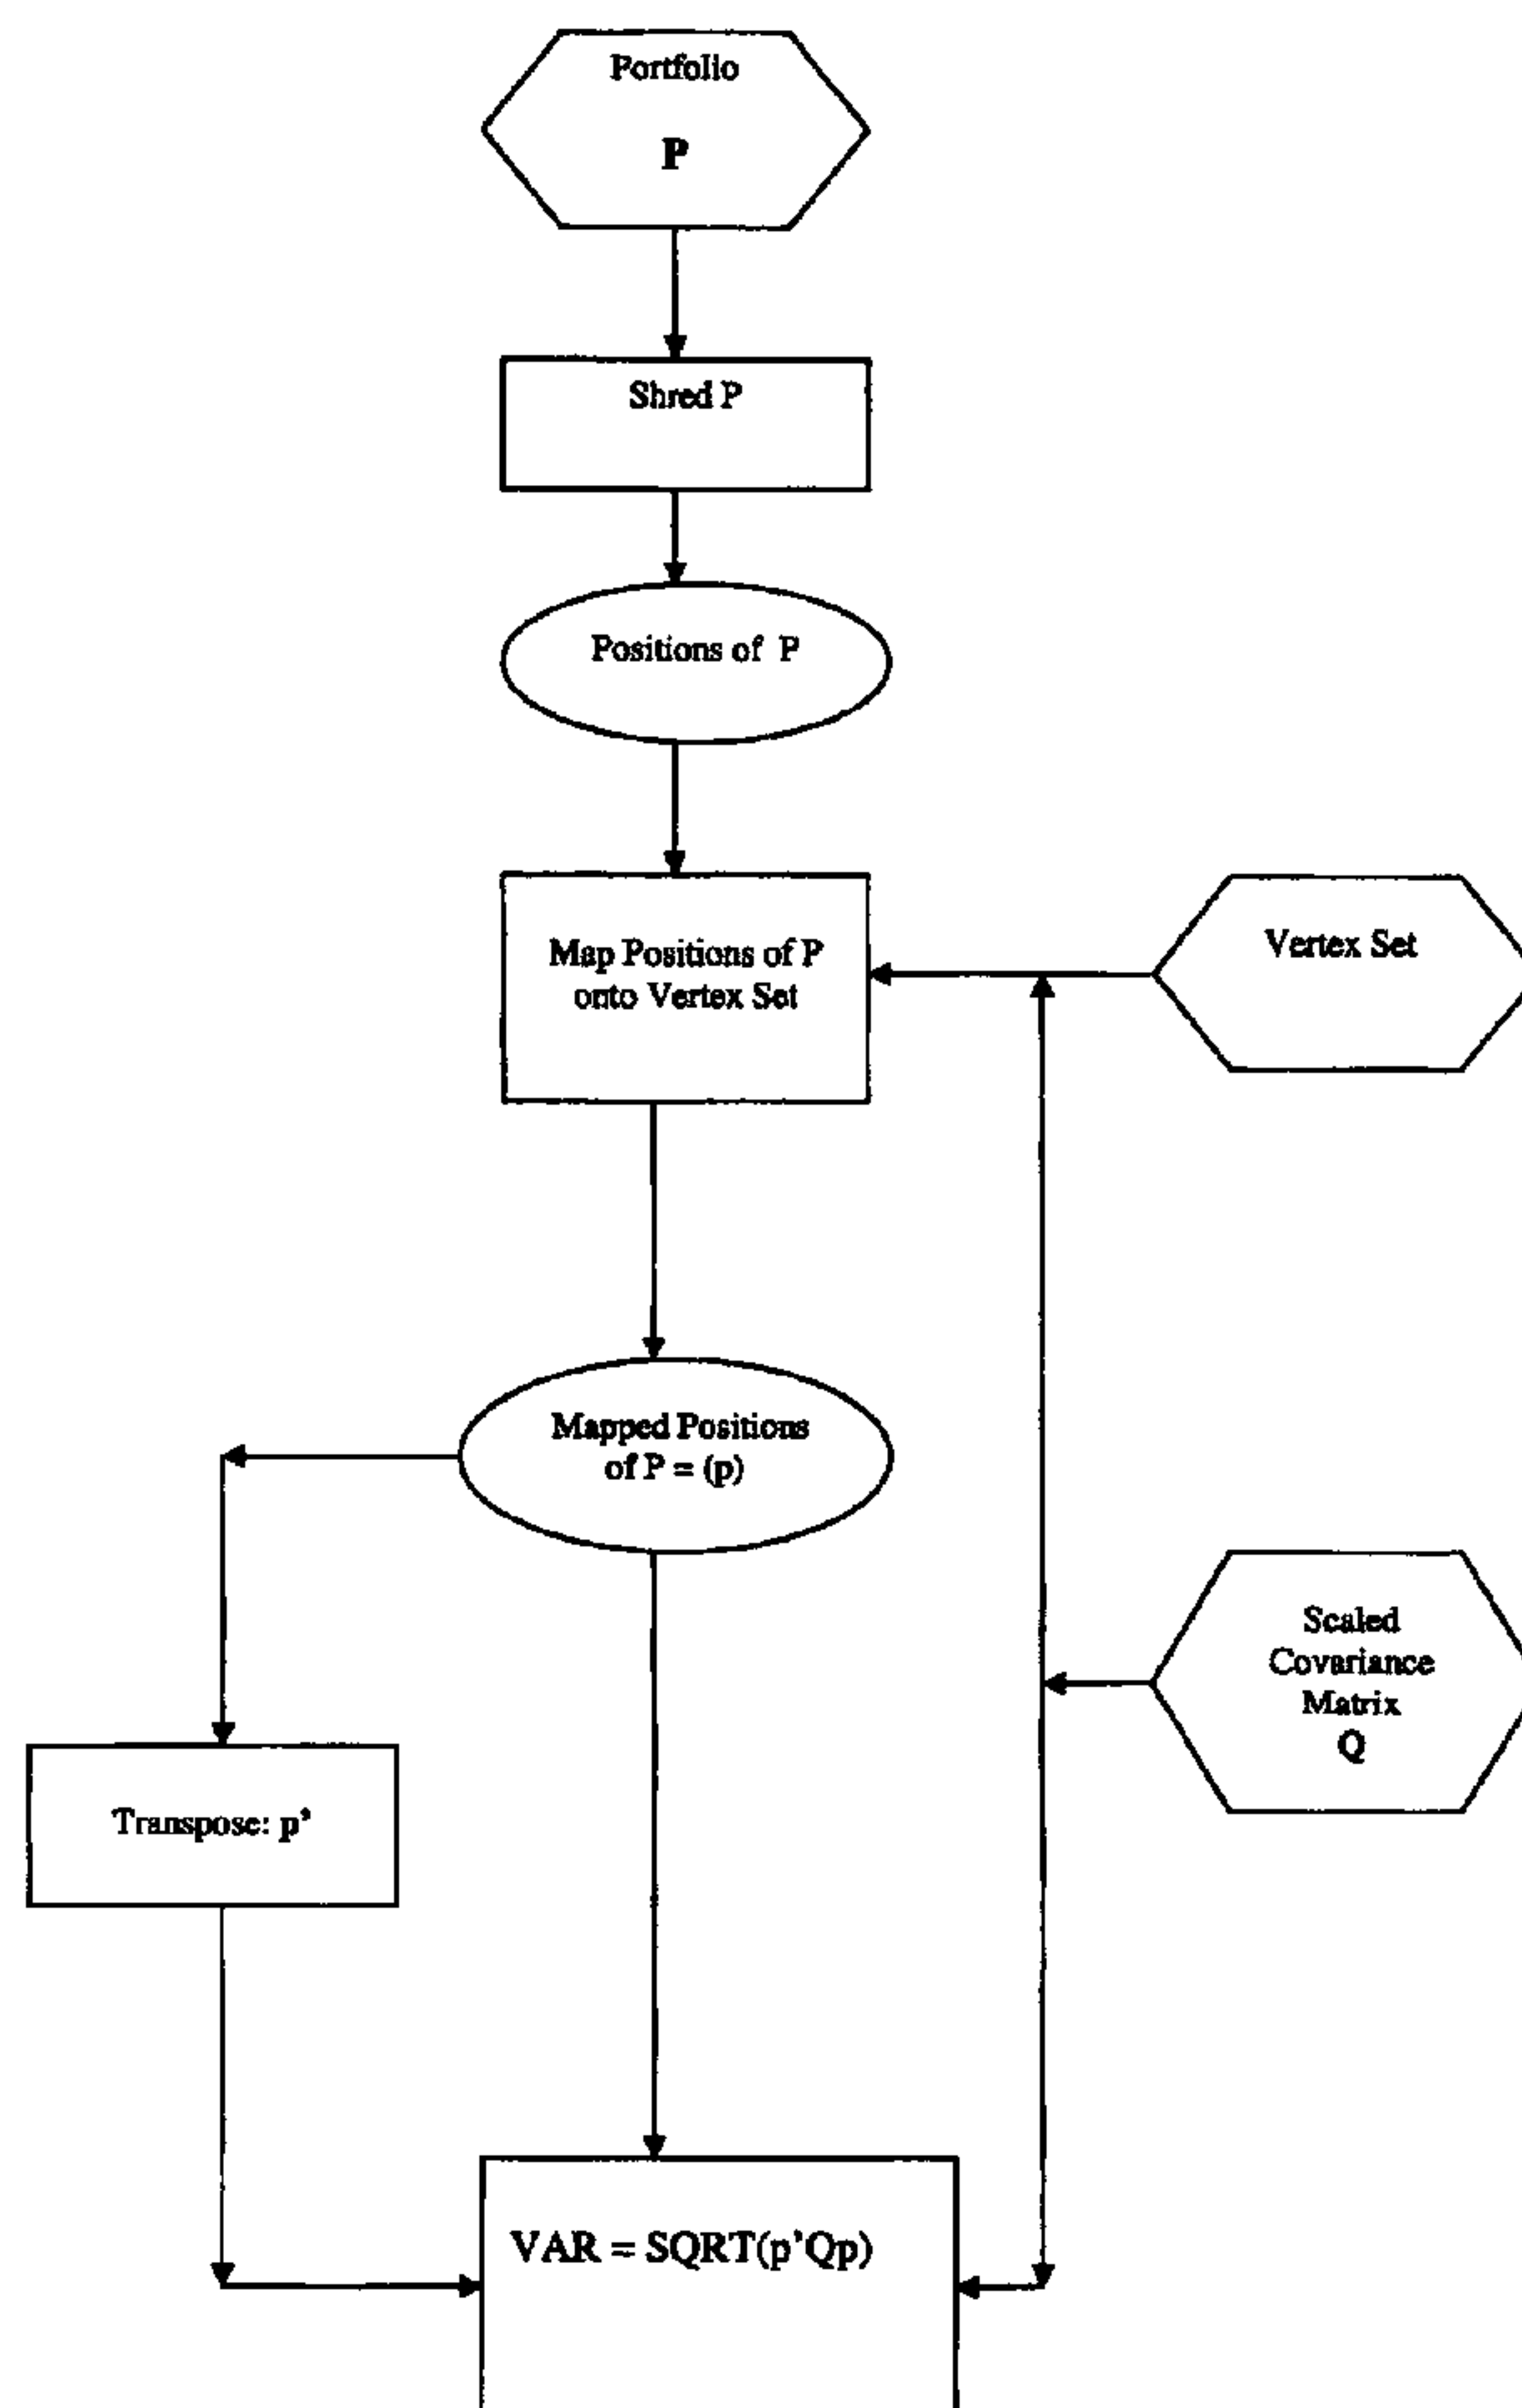 Portfolio
P
Shred P
Positions of P
Map Positions of P
onto Vertex Set
Vertex Set
Mapped Positions
of P = (p)
Scaled
Covariance
Matrix
Q
Transpose: p’
VAR = SQRT(p’Qp)